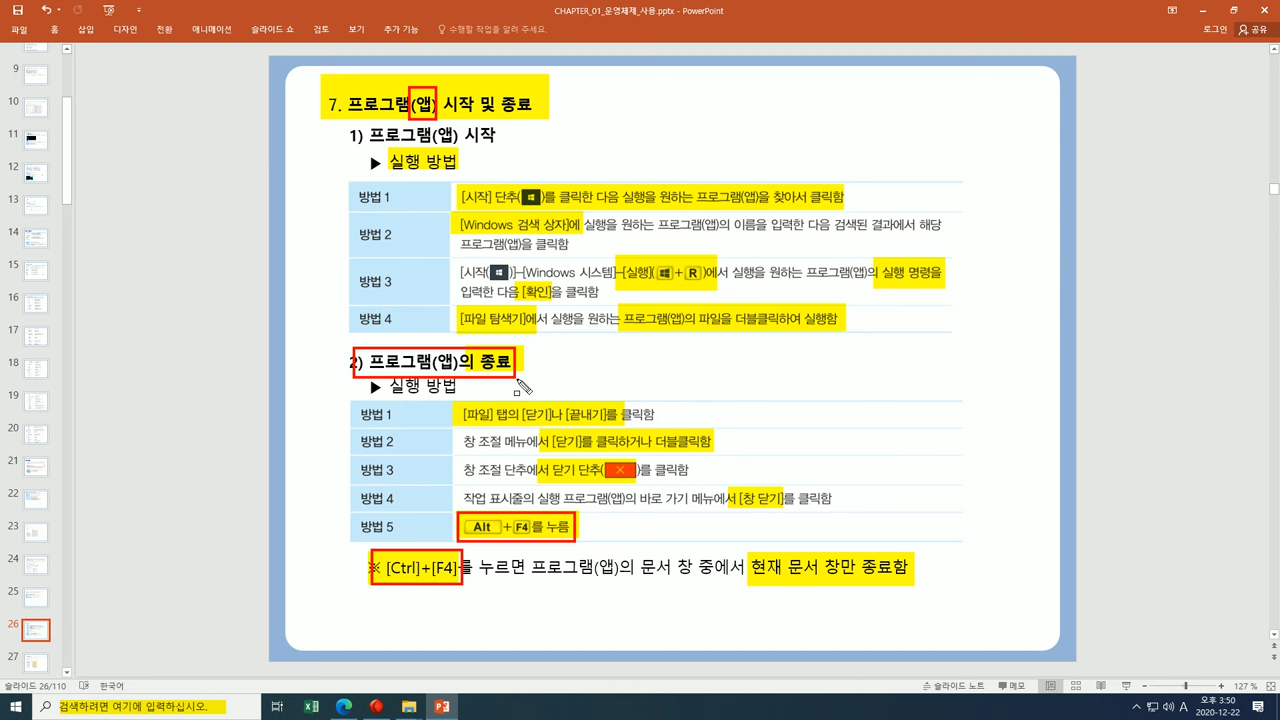 CHAPTER_01_운영체제_사용.pptx - PowerPoint
파일 홈 삽입 디자인 전환 애니메이션 슬라이드 쇼 검토 보기 추가 기능 수행할 작업을 알려 주세요. 로그인 공유
9
10
11
12
16
17
18
19
20
22
23
24
25
26
27
7. 프로그램(앱) 시작 및 종료
1) 프로그램(앱) 시작
▶ 실행 방법
방법 1 [시작] 단추( )를 클릭한 다음 실행을 원하는 프로그램(앱)을 찾아서 클릭함
방법 2 [Windows 검색 상자]에 실행을 원하는 프로그램(앱)의 이름을 입력한 다음 검색된 결과에서 해당
프로그램(앱)을 클릭함
방법 3 [시작( )]–[Windows 시스템]–[실행]( + R )에서 실행을 원하는 프로그램(앱)의 실행 명령을
입력한 다음 [확인]을 클릭함
방법 4 [파일 탐색기]에서 실행을 원하는 프로그램(앱)의 파일을 더블클릭하여 실행함
2) 프로그램(앱)의 종료
▶ 실행 방법
방법 1 [파일] 탭의 [닫기]나 [끝내기]를 클릭함
방법 2 창 조절 메뉴에서 [닫기]를 클릭하거나 더블클릭함
방법 3 창 조절 단추에서 닫기 단추( )를 클릭함
방법 4 작업 표시줄의 실행 프로그램(앱)의 바로 가기 메뉴에서 [창 닫기]를 클릭함
방법 5 Alt + F4 를 누름
※ [Ctrl]+[F4]를 누르면 프로그램(앱)의 문서 창 중에서 현재 문서 창만 종료함
슬라이드 26/110 한국어 슬라이드 노트 메모 127 %
검색하려면 여기에 입력하십시오. A 오후 3:50
2020-12-22